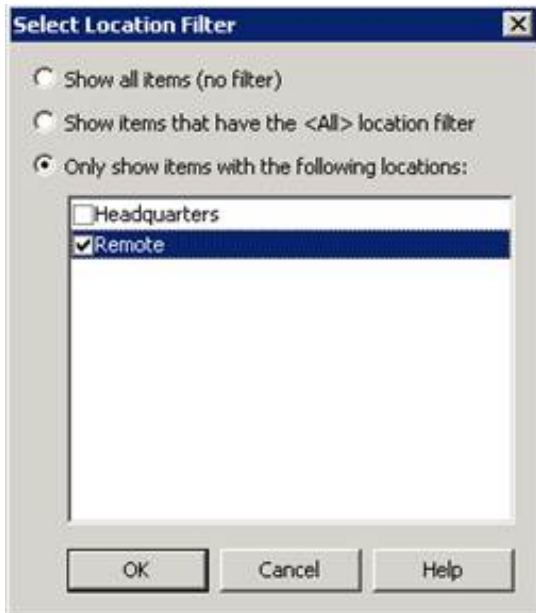 Select Location Filter
Show all items (no filter)
Show items that have the <All> location filter
Only show items with the following locations:
Headquarters
Remote
OK Cancel Help